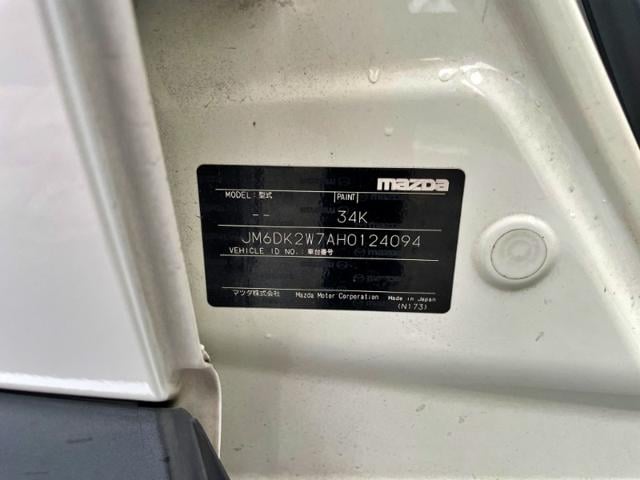 mazda
MODEL: 型式 PAINT
-- 34K
JM6DK2W7AH0124094
VEHICLE ID NO.: 車台番号
マツダ株式会社 Mazda Motor Corporation Made in Japan
(N173)